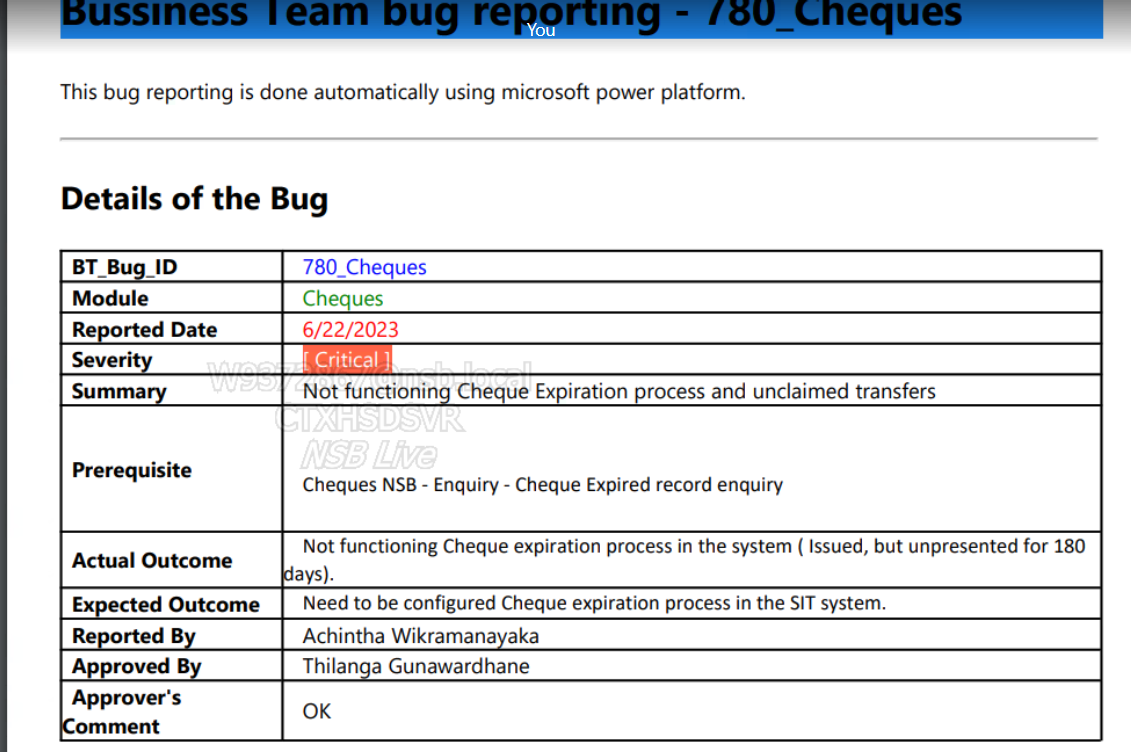 Bussiness Team bug reporting - 780_Cheques
You
This bug reporting is done automatically using microsoft power platform.
Details of the Bug
BT_Bug_ID 780_Cheques
Module Cheques
Reported Date 6/22/2023
Severity [ Critical ]
Summary Not functioning Cheque Expiration process and unclaimed transfers
CTXHSDSVR
NSB Live
Prerequisite Cheques NSB - Enquiry - Cheque Expired record enquiry
Actual Outcome Not functioning Cheque expiration process in the system ( Issued, but unpresented for 180
days).
Expected Outcome Need to be configured Cheque expiration process in the SIT system.
Reported By Achintha Wikramanayaka
Approved By Thilanga Gunawardhane
Approver's
Comment OK